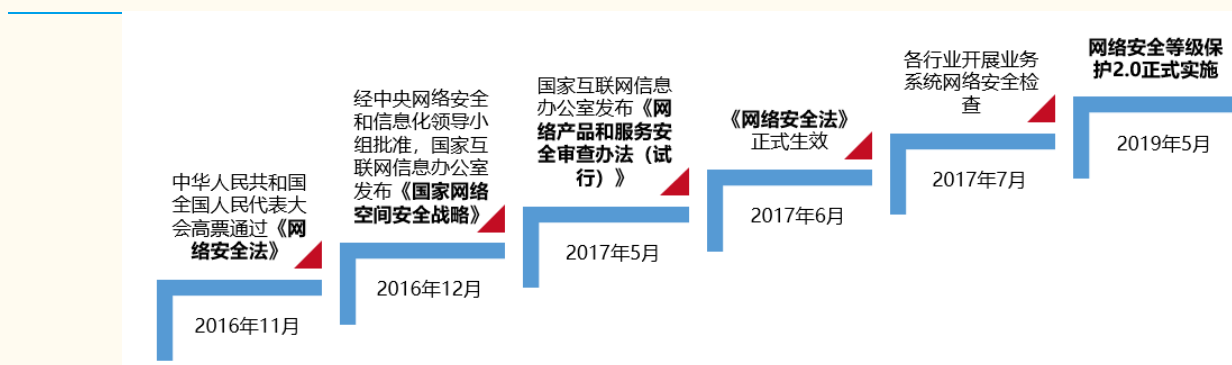 中华人民共和国
全国人民代表大
会高票通过《网
络安全法》
2016年11月
经中央网络安全
和信息化领导小
组批准，国家互
联网信息办公室
发布《国家网络
空间安全战略》
2016年12月
国家互联网信息
办公室发布《网
络产品和服务安
全审查办法（试
行）》
2017年5月
《网络安全法》
正式生效
2017年6月
各行业开展业务
系统网络安全检
查
2017年7月
网络安全等级保
护2.0正式实施
2019年5月